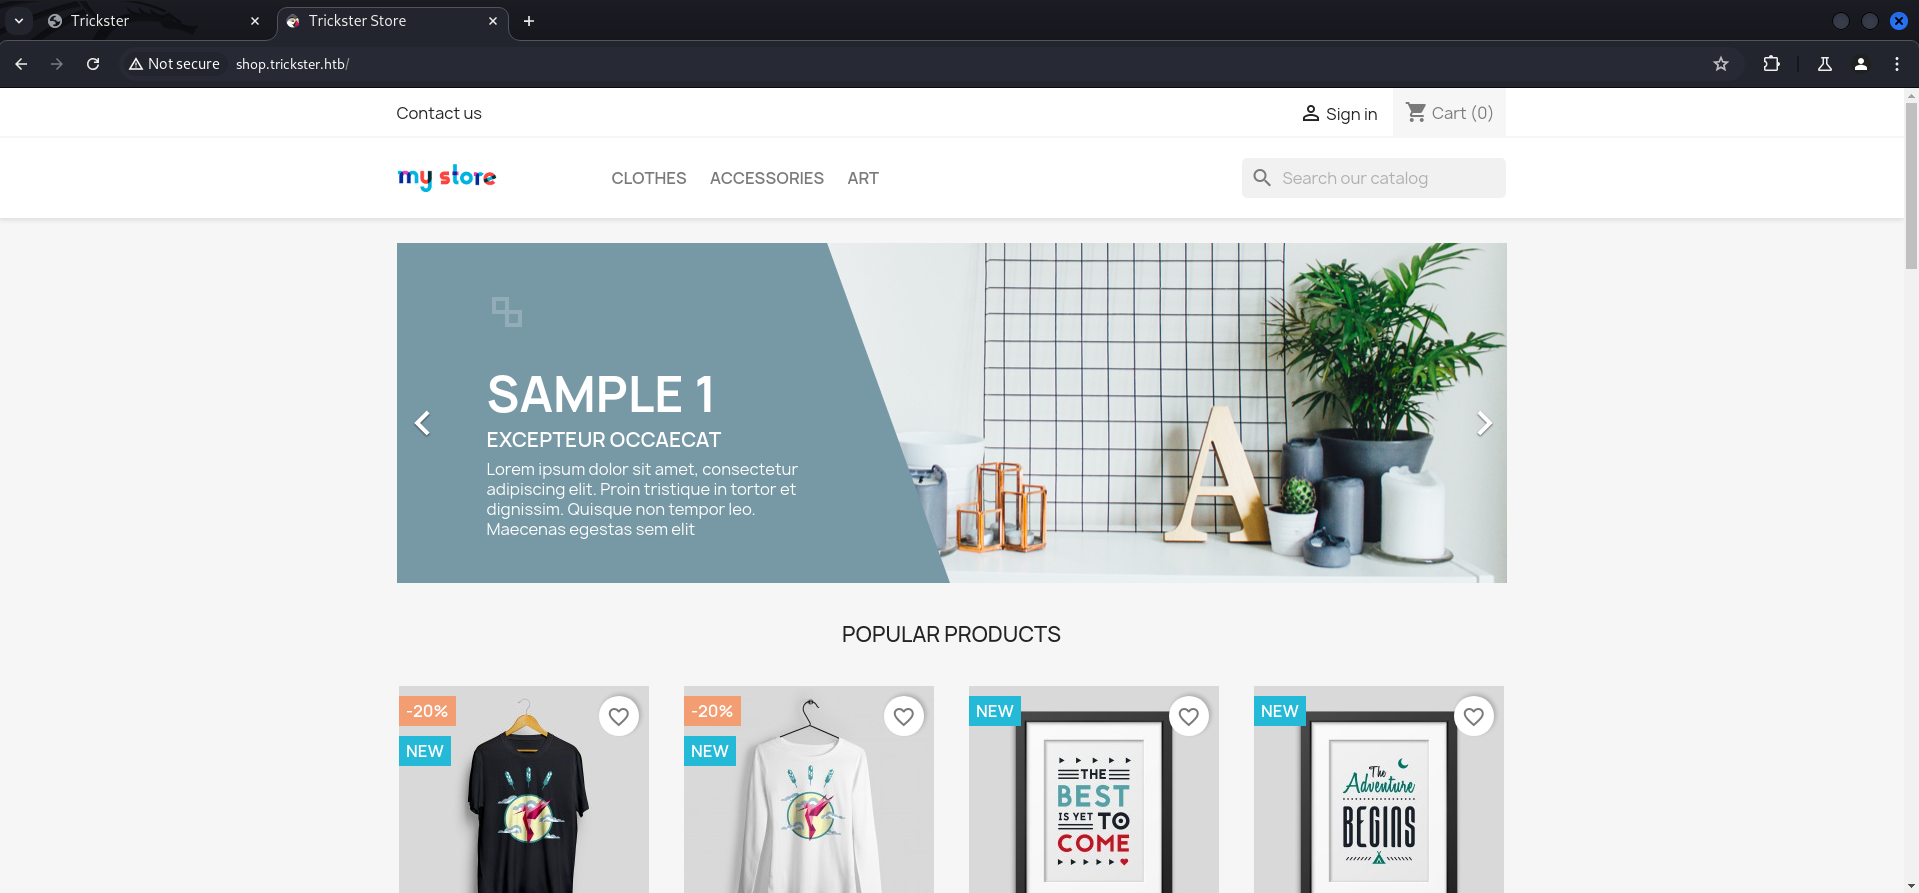 Trickster
Trickster Store
Not secure
shop.trickster.htb/
Contact us
Sign in
Cart (0)
my store
CLOTHES
ACCESSORIES
ART
Search our catalog
SAMPLE 1
EXCEPTEUR OCCAECAT
Lorem ipsum dolor sit amet, consectetur
adipiscing elit. Proin tristique in tortor et
dignissim. Quisque non tempor leo.
Maecenas egestas sem elit
A
POPULAR PRODUCTS
-20%
NEW
-20%
NEW
NEW
THE
BEST
IS YET TO
COME
NEW
The
Adventure
BEGINS